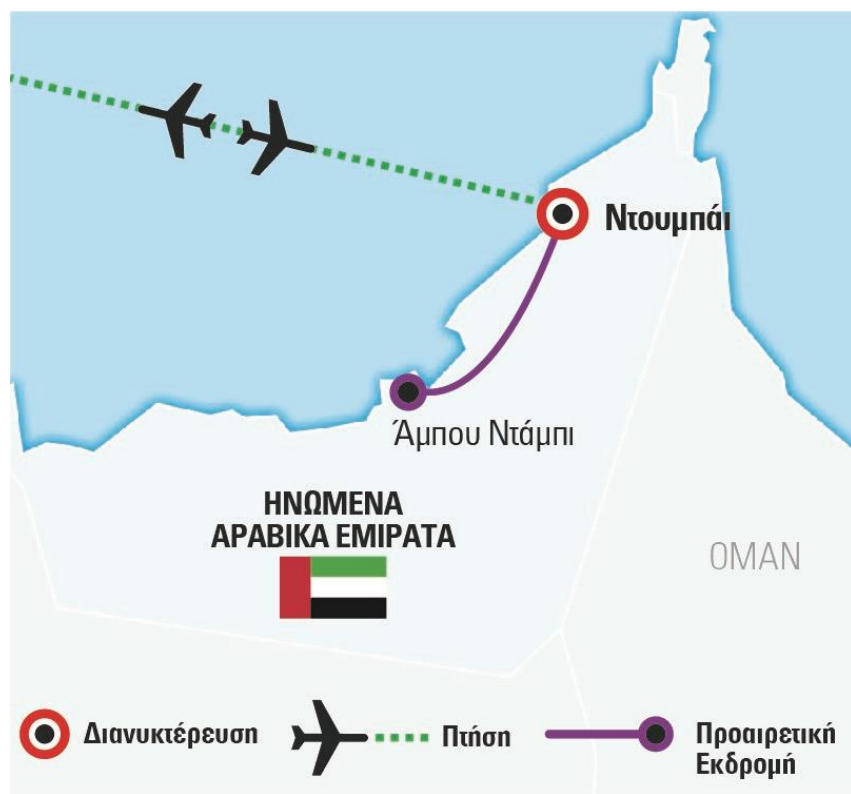 Ντουμπάι
Άμπου Ντάμπι
ΗΝΩΜΕΝΑ
ΑΡΑΒΙΚΑ ΕΜΙΡΑΤΑ
ΟΜΑΝ
Διανυκτέρευση
Πτήση
Προαιρετική
Εκδρομή